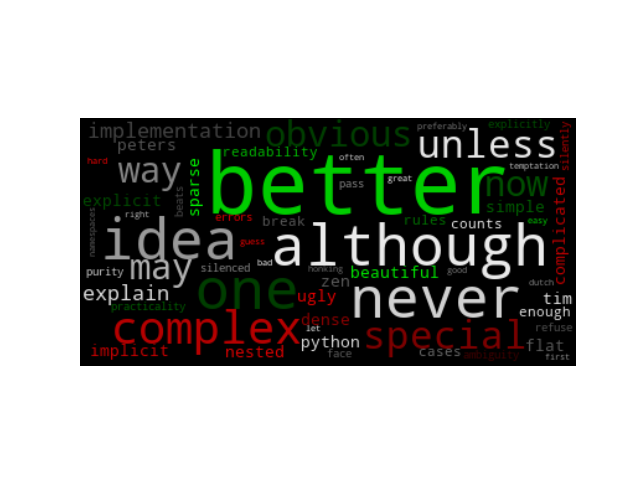 implementation obvious preferably explicitly
peters unless
hard readability often silently
way better great temptation
sparse pass now
explicit beats simple complicated
right errors break rules counts easy
namespaces idea guess although
purity may silenced bad honking beautiful good
explain one zen never dutch
practicality ugly tim
complex dense let enough
python special refuse
implicit nested face cases ambiguity flat
first